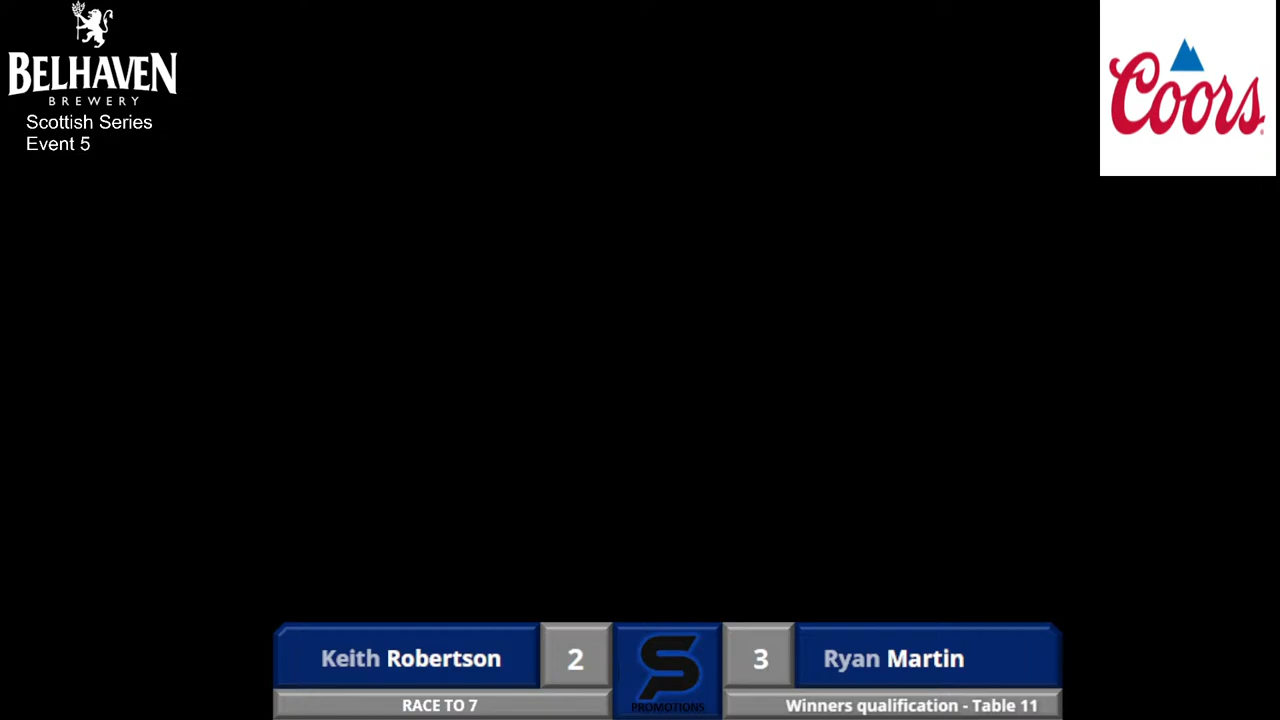 BELHAVEN
BREWERY
Scottish Series
Event 5
Coors
Keith Robertson 2 3 Ryan Martin
PROMOTIONS
RACE TO 7
Winners qualification - Table 11